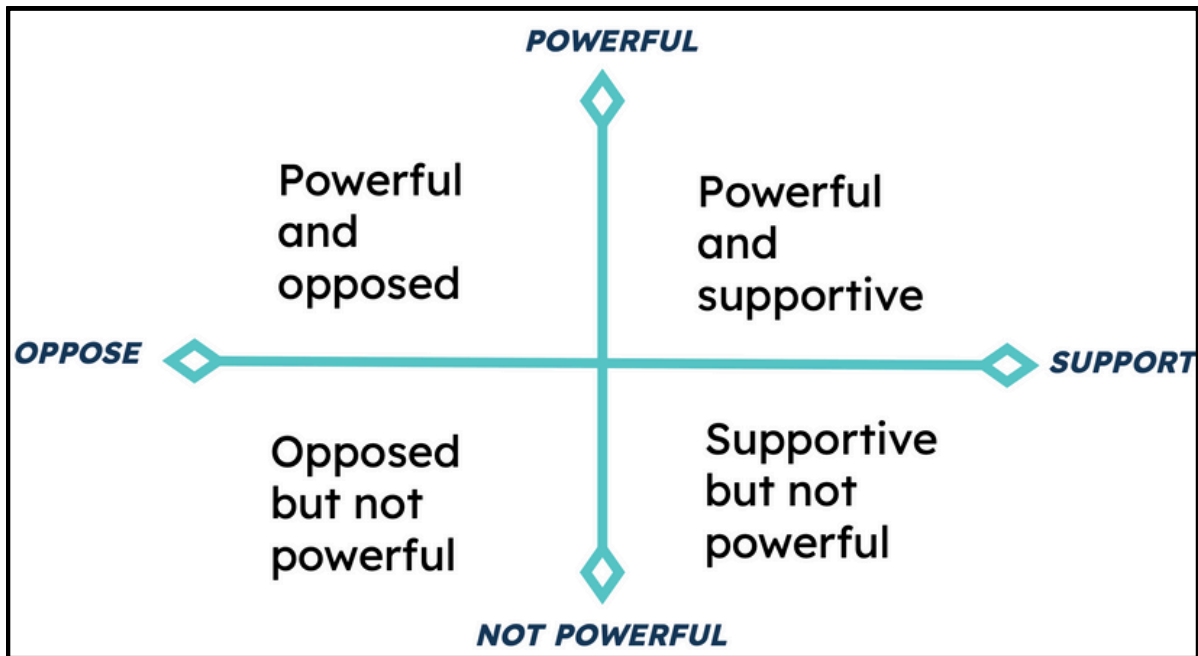 POWERFUL
Powerful
and
opposed
Powerful
and
supportive
OPPOSE
SUPPORT
Opposed
but not
powerful
Supportive
but not
powerful
NOT POWERFUL